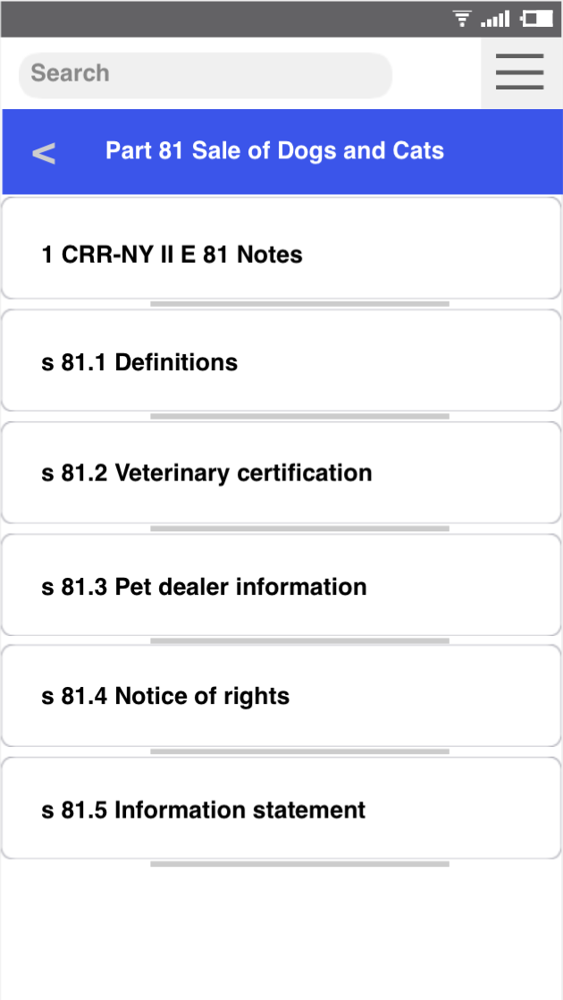 Search
< Part 81 Sale of Dogs and Cats
1 CRR-NY II E 81 Notes
s 81.1 Definitions
s 81.2 Veterinary certification
s 81.3 Pet dealer information
s 81.4 Notice of rights
s 81.5 Information statement